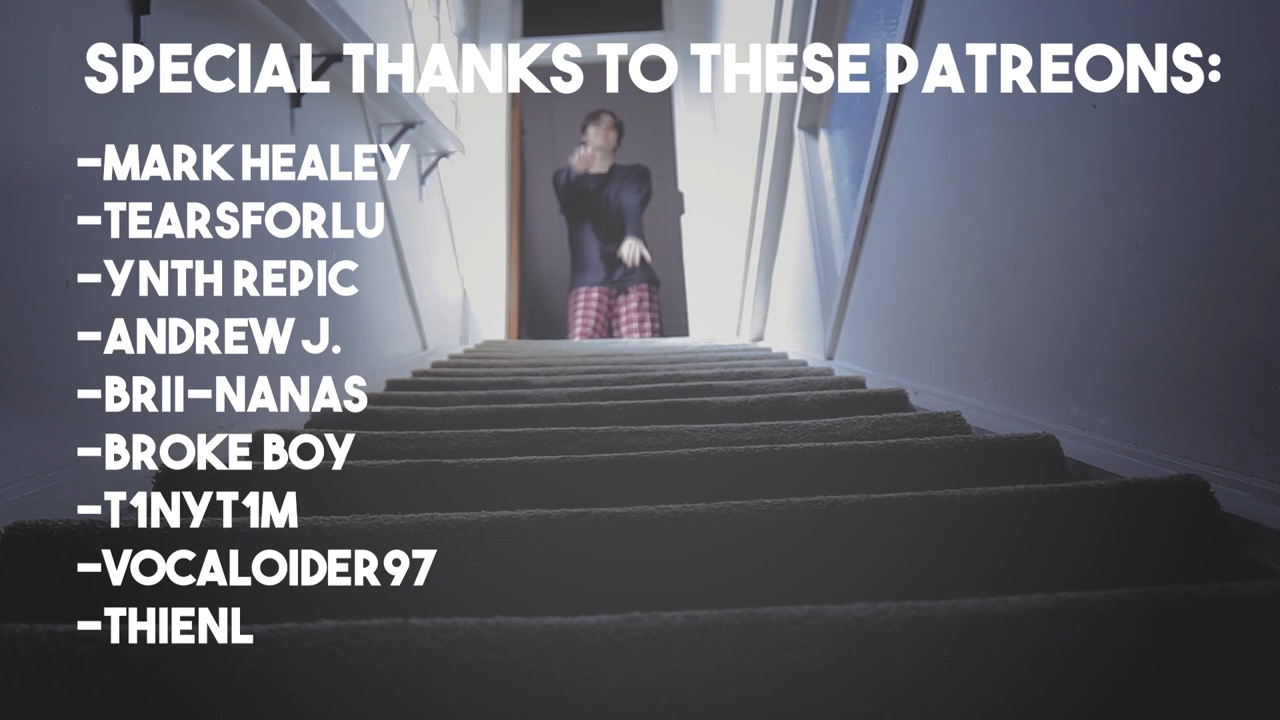 SPECIAL THANKS TO THESE PATREONS:
-MARK HEALEY
-TEARSFORLU
-YNTH REPIC
-ANDREW J.
-BRII-NANAS
-BROKE BOY
-T1NYT1M
-VOCALOIDER97
-THIENL